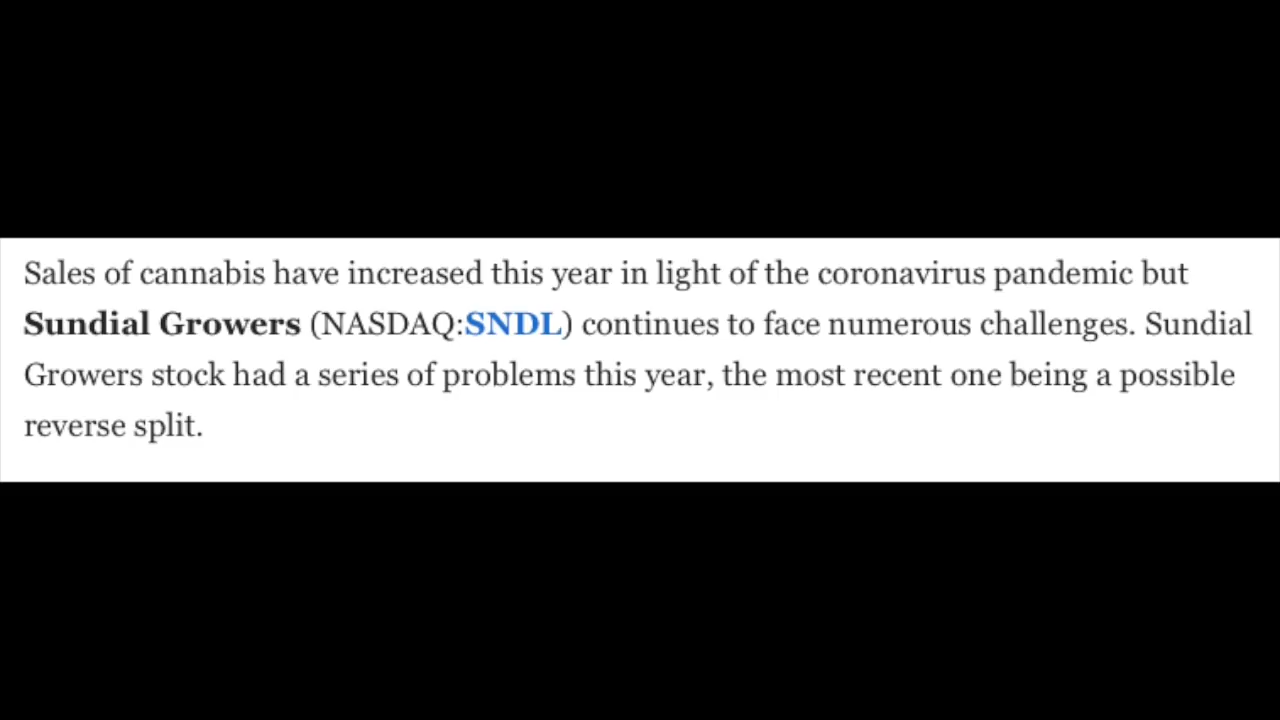 Sales of cannabis have increased this year in light of the coronavirus pandemic but
Sundial Growers (NASDAQ:SNDL) continues to face numerous challenges. Sundial
Growers stock had a series of problems this year, the most recent one being a possible
reverse split.